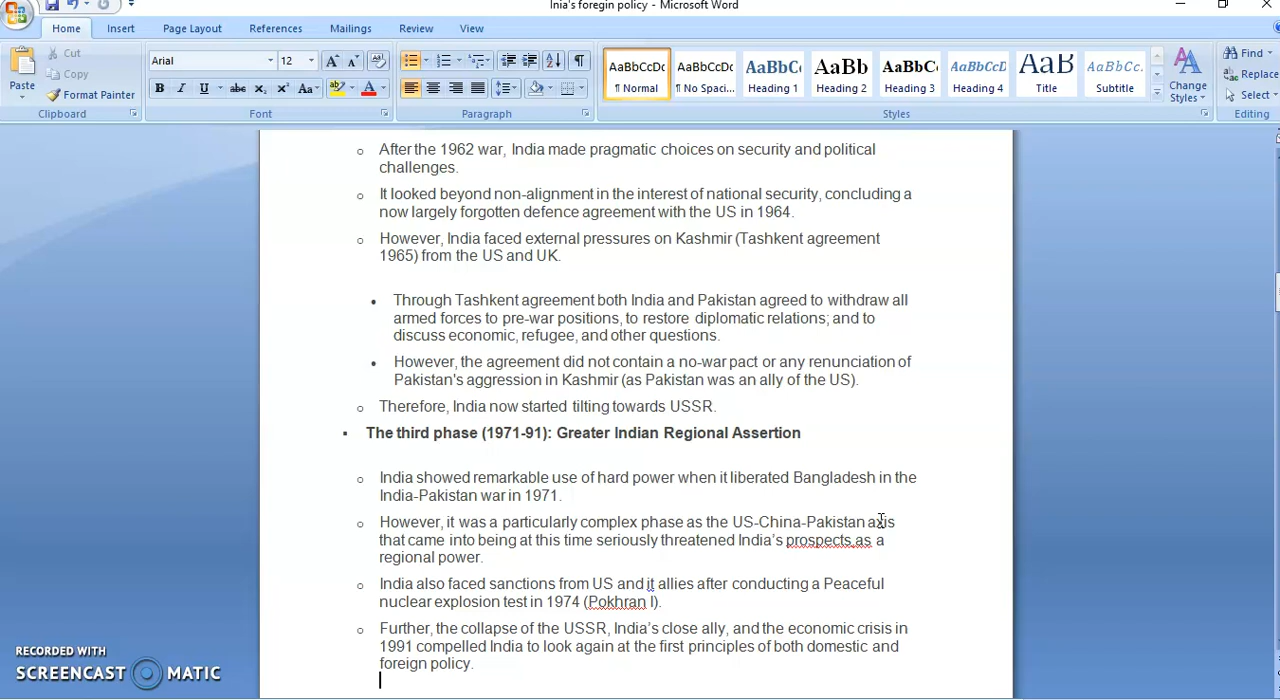 Inia's foregin policy - Microsoft Word
Home Insert Page Layout References Mailings Review View
Cut
Copy
Paste
Format Painter
Clipboard
Arial 12
Font
Paragraph
AaBbCcDc AaBbCcDc AaBbC AaBb AaBbC AaBbCcD AaB AaBbCc.
¶ Normal ¶ No Spaci... Heading 1 Heading 2 Heading 3 Heading 4 Title Subtitle
Change Styles
Styles
Find
Replace
Select
Editing
After the 1962 war, India made pragmatic choices on security and political
challenges.
It looked beyond non-alignment in the interest of national security, concluding a
now largely forgotten defence agreement with the US in 1964.
However, India faced external pressures on Kashmir (Tashkent agreement
1965) from the US and UK.
Through Tashkent agreement both India and Pakistan agreed to withdraw all
armed forces to pre-war positions, to restore diplomatic relations; and to
discuss economic, refugee, and other questions.
However, the agreement did not contain a no-war pact or any renunciation of
Pakistan's aggression in Kashmir (as Pakistan was an ally of the US).
Therefore, India now started tilting towards USSR.
The third phase (1971-91): Greater Indian Regional Assertion
India showed remarkable use of hard power when it liberated Bangladesh in the
India-Pakistan war in 1971.
However, it was a particularly complex phase as the US-China-Pakistan axis
that came into being at this time seriously threatened India’s prospects as a
regional power.
India also faced sanctions from US and it allies after conducting a Peaceful
nuclear explosion test in 1974 (Pokhran I).
Further, the collapse of the USSR, India’s close ally, and the economic crisis in
1991 compelled India to look again at the first principles of both domestic and
foreign policy.
RECORDED WITH
SCREENCAST MATIC